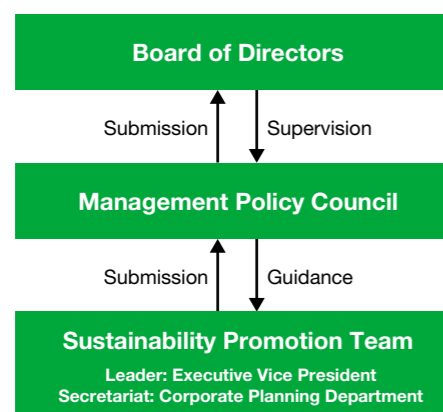 Board of Directors
Submission
Supervision
Management Policy Council
Submission
Guidance
Sustainability Promotion Team
Leader: Executive Vice President
Secretariat: Corporate Planning Department